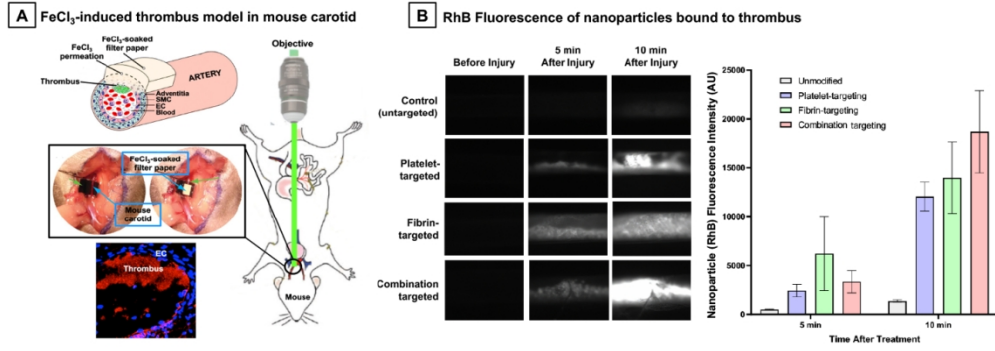 A FeCl3-induced thrombus model in mouse carotid
FeCl3-soaked
filter paper
FeCl3
permeation
Thrombus
ARTERY
Adventitia
SMC
EC
Blood
Objective
FeCl3-soaked
filter paper
Mouse
carotid
EC
Thrombus
Mouse
B RhB Fluorescence of nanoparticles bound to thrombus
Before Injury
5 min
After Injury
10 min
After Injury
Control
(untargeted)
Platelet-
targeted
Fibrin-
targeted
Combination
targeted
Nanoparticle (RhB) Fluorescence Intensity (AU)
25000
20000
15000
10000
5000
0
Unmodified
Platelet-targeting
Fibrin-targeting
Combination targeting
5 min
10 min
Time After Treatment